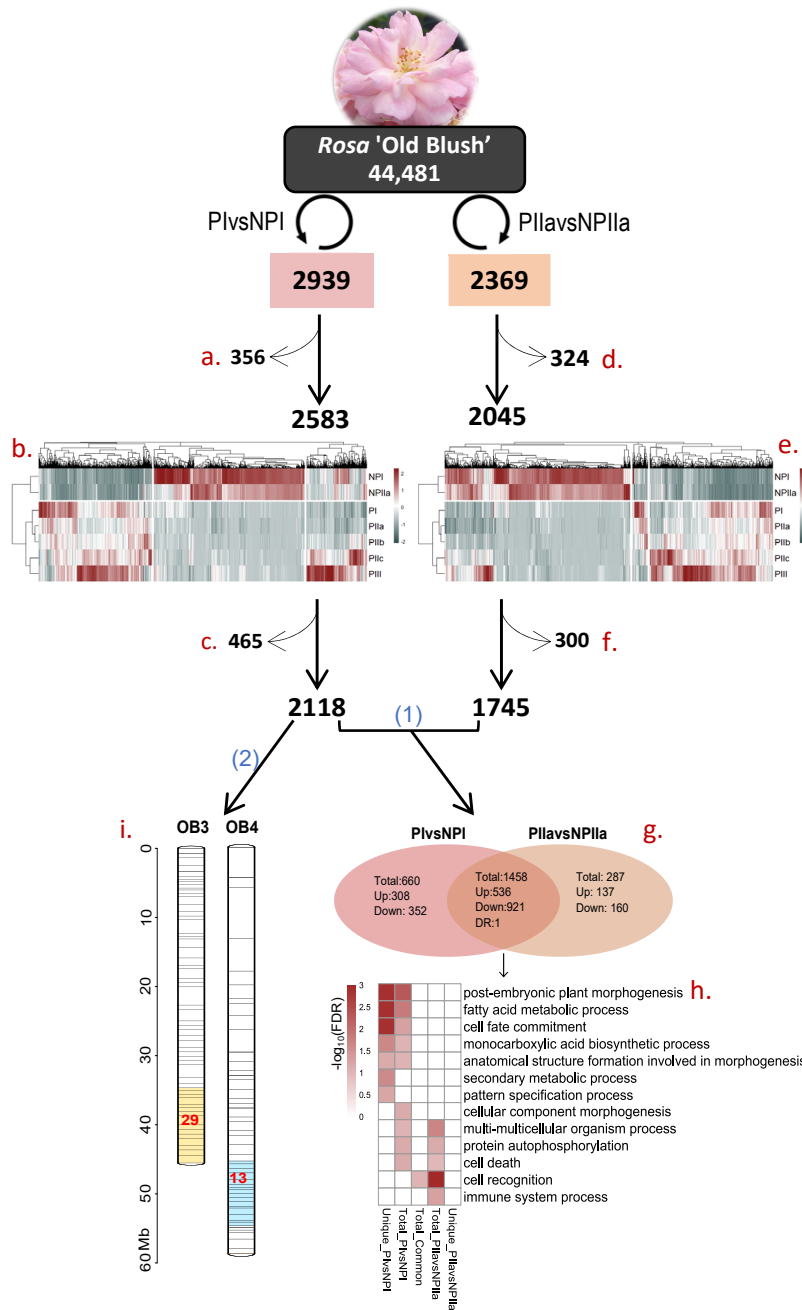 Rosa 'Old Blush’
44,481
PIvsNPI
PIIavsNPIIa
2939
2369
a. 356
324 d.
2583
2045
b.
2
1
0
-1
-2
NPI
NPIIa
PI
PIIa
PIIb
PIIc
PIII
e.
NPI
NPIIa
PI
PIIa
PIIb
PIIc
PIII
c. 465
300 f.
2118
1745
(1)
(2)
i.
OB3
OB4
0
10
20
30
40
50
60Mb
29
13
PIvsNPI
PIIavsNPIIa
g.
Total:660
Up:308
Down: 352
Total:1458
Up:536
Down:921
DR:1
Total: 287
Up: 137
Down: 160
-log10(FDR)
3
2.5
2
1.5
1
0.5
0
h.
post-embryonic plant morphogenesis
fatty acid metabolic process
cell fate commitment
monocarboxylic acid biosynthetic process
anatomical structure formation involved in morphogenesis
secondary metabolic process
pattern specification process
cellular component morphogenesis
multi-multicellular organism process
protein autophosphorylation
cell death
cell recognition
immune system process
Unique_PIvsNPI
Total_PIvsNPI
Total_Common
Total_PIIavsNPIIa
Unique_PIIavsNPIIa